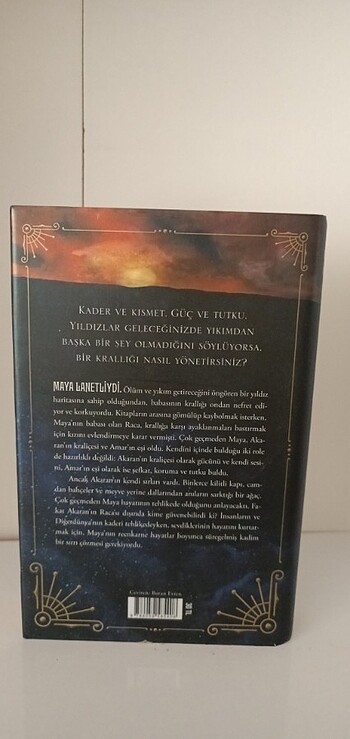 KADER VE KISMET. GÜÇ VE TUTKU.
YILDIZLAR GELECEĞİNİZDE YIKIMDAN
BAŞKA BİR ŞEY OLMADIĞINI SÖYLÜYORSA,
BİR KRALLIĞI NASIL YÖNETİRSİNİZ?
MAYA LANETLİYDİ. Ölüm ve yıkım getireceğini öngören bir yıldız
haritasına sahip olduğundan, babasının krallığı ondan nefret edi-
yor ve korkuyordu. Kitapların arasına gömülüp kaybolmak isterken,
Maya'nın babası olan Raca, krallığa karşı ayaklanmaları bastırmak
için kızını evlendirmeye karar vermişti. Çok geçmeden Maya, Aka-
ran'ın kraliçesi ve Amar'ın eşi oldu. Kendini içinde bulduğu iki role
de hazırlıklı değildi: Akaran'ın kraliçesi olarak gücünü ve kendi sesi-
ni, Amar'ın eşi olarak ise şefkat, koruma ve tutku buldu.
Ancak Akaran'ın kendi sırları vardı. Binlerce kilitli kapı, cam-
dan bahçeler ve meyve yerine dallarından anıların sarktığı bir ağaç.
Çok geçmeden Maya hayatının tehlikede olduğunu anlayacaktı. Fa-
kat Akaran'ın Raca'sı dışında kime güvenebilirdi ki? İnsanların ve
Diğerdünya'nın kaderi tehlikedeyken, sevdiklerinin hayatını kurtar-
mak için, Maya'nın reenkarne hayatlar boyunca süregelmiş kadim
bir sırrı çözmesi gerekiyordu.